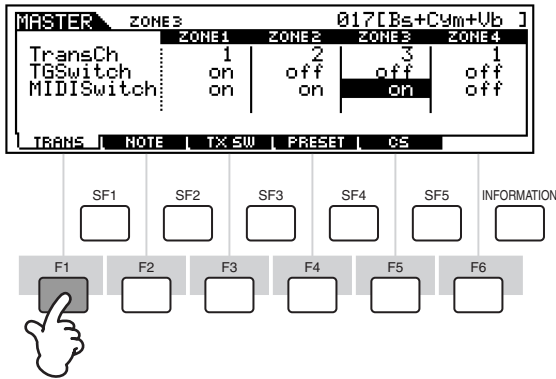 MASTER ZONE3 017[Bs+Cym+Vb ]
ZONE1 ZONE2 ZONE3 ZONE4
TransCh 1 2 3 1
TGSwitch on off off off
MIDISwitch on on on off
TRANS NOTE TX SW PRESET CS
SF1 SF2 SF3 SF4 SF5 INFORMATION
F1 F2 F3 F4 F5 F6